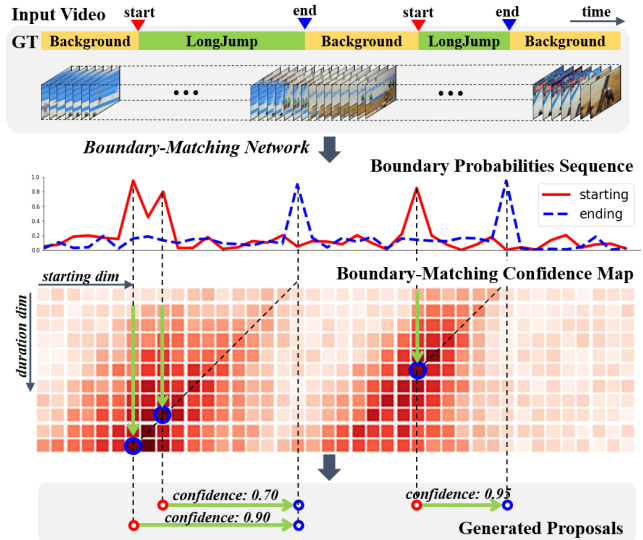 Input Video
start
end
start
end
time
GT
Background
LongJump
Background
LongJump
Background
•••
•••
Boundary-Matching Network
Boundary Probabilities Sequence
1.0
0.8
0.6
0.4
0.2
0.0
starting
ending
starting dim
Boundary-Matching Confidence Map
duration dim
confidence: 0.70
confidence: 0.95
confidence: 0.90
Generated Proposals